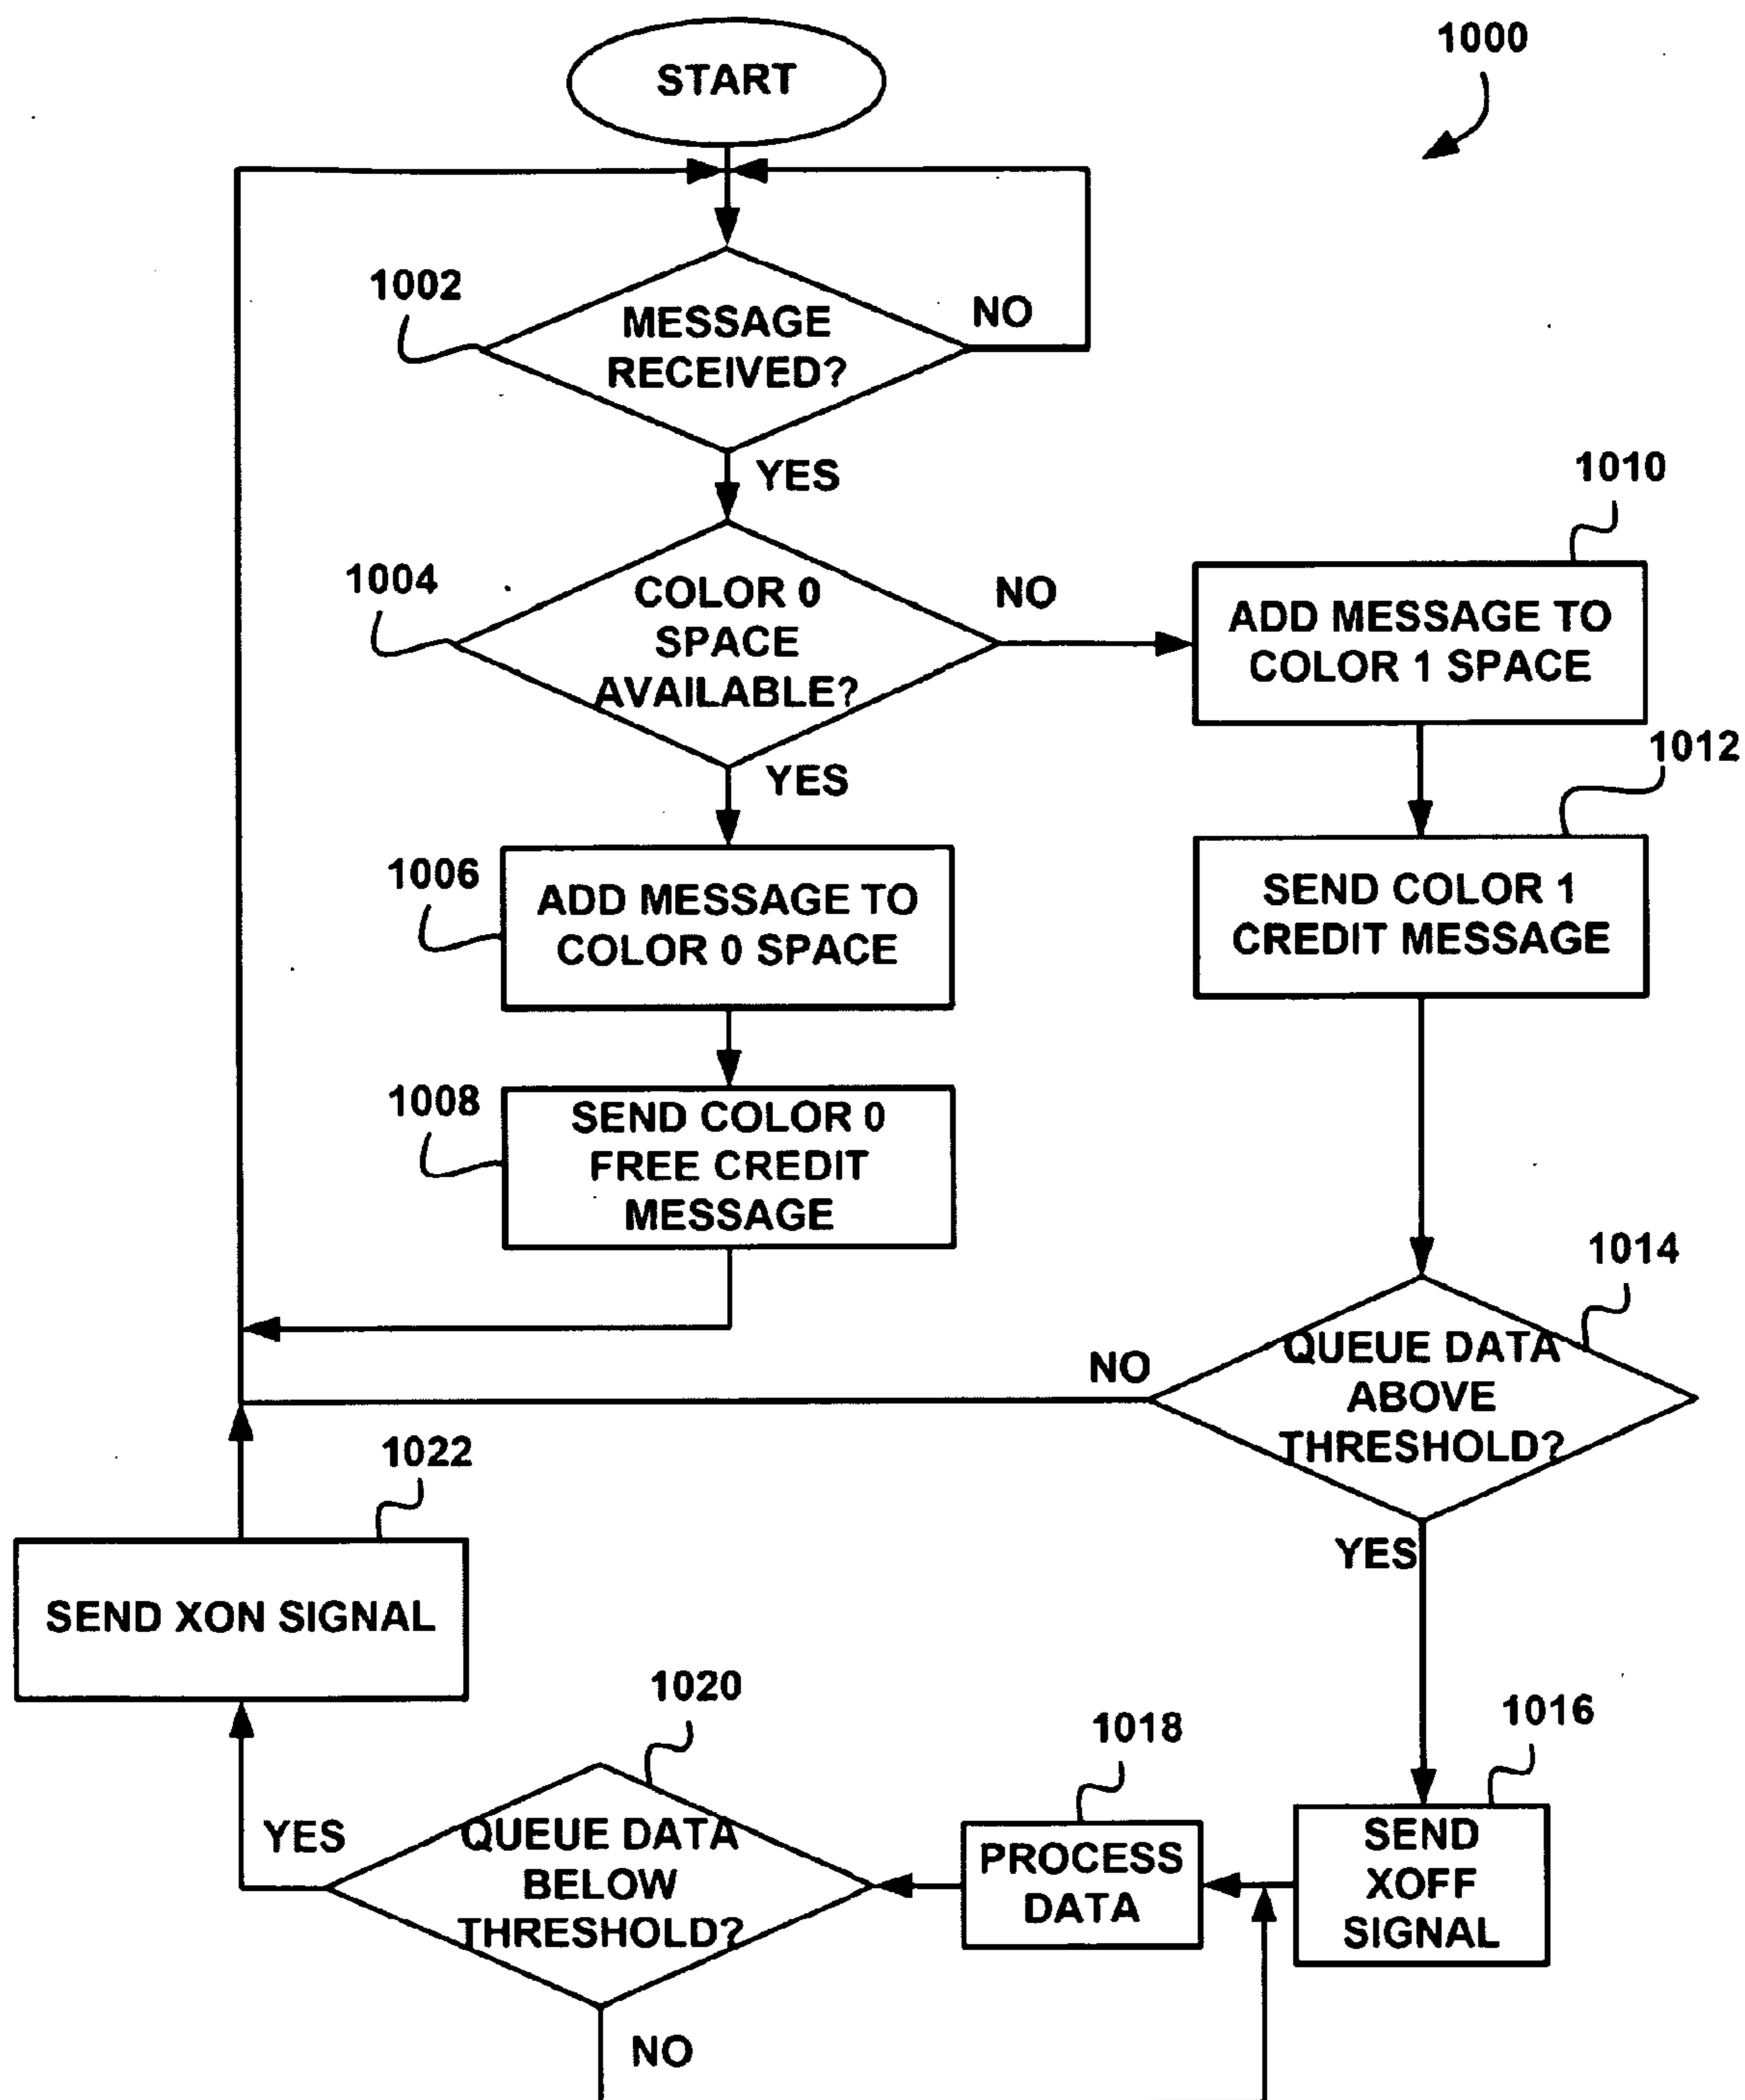 1000
START
1002
MESSAGE
RECEIVED?
NO
YES
1004
COLOR 0
SPACE
AVAILABLE?
NO
1010
ADD MESSAGE TO
COLOR 1 SPACE
YES
1012
SEND COLOR 1
CREDIT MESSAGE
1006
ADD MESSAGE TO
COLOR 0 SPACE
1008
SEND COLOR 0
FREE CREDIT
MESSAGE
1014
QUEUE DATA
ABOVE
THRESHOLD?
NO
YES
1022
SEND XON SIGNAL
1016
SEND
XOFF
SIGNAL
1018
PROCESS
DATA
1020
QUEUE DATA
BELOW
THRESHOLD?
YES
NO